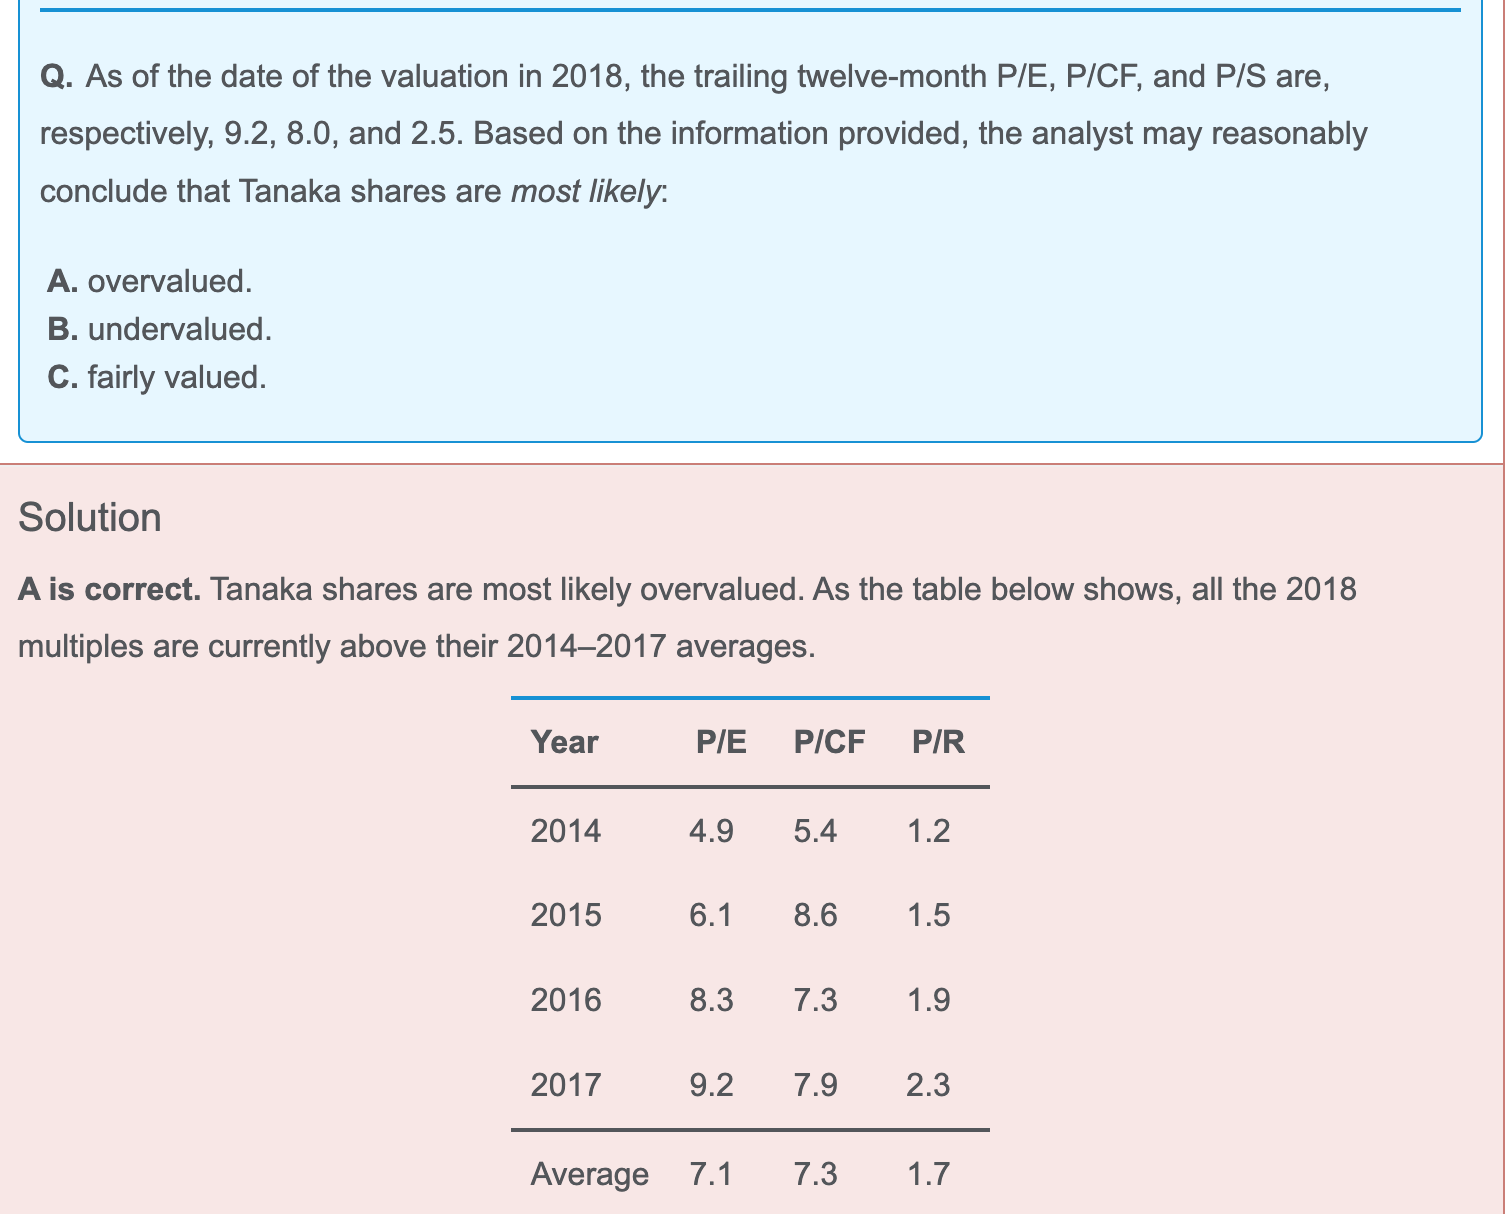 Q. As of the date of the valuation in 2018, the trailing twelve-month P/E, P/CF, and P/S are,
respectively, 9.2, 8.0, and 2.5. Based on the information provided, the analyst may reasonably
conclude that Tanaka shares are most likely:
A. overvalued.
B. undervalued.
C. fairly valued.
Solution
A is correct. Tanaka shares are most likely overvalued. As the table below shows, all the 2018
multiples are currently above their 2014–2017 averages.
Year P/E P/CF P/R
2014 4.9 5.4 1.2
2015 6.1 8.6 1.5
2016 8.3 7.3 1.9
2017 9.2 7.9 2.3
Average 7.1 7.3 1.7